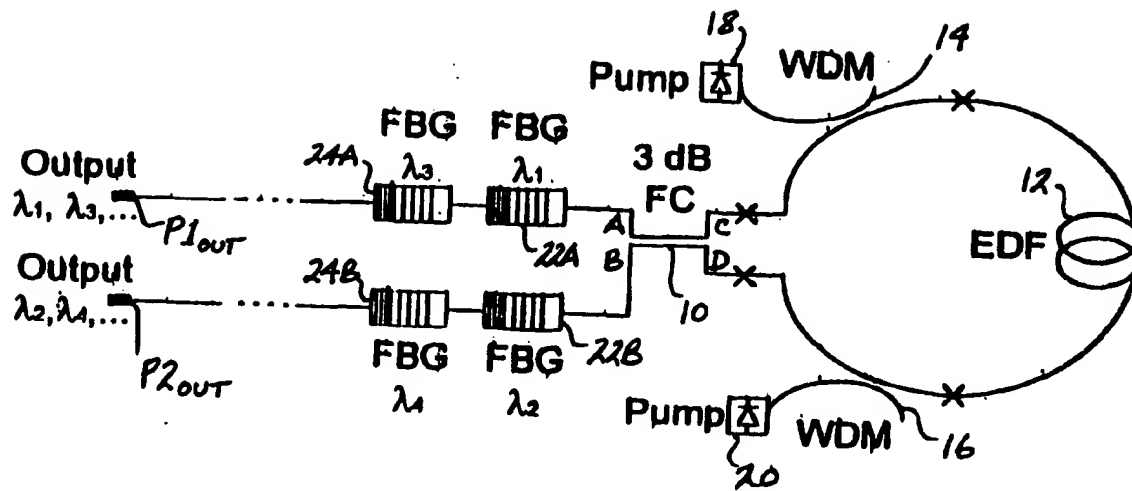 18
14
Pump
WDM
FBG
FBG
3 dB
24A
λ3
λ1
FC
Output
λ1, λ3,...
P1OUT
A
C
12
22A
B
D
EDF
Output
24B
10
λ2, λ4,...
22B
FBG
FBG
P2OUT
λ4
λ2
Pump
WDM
16
20